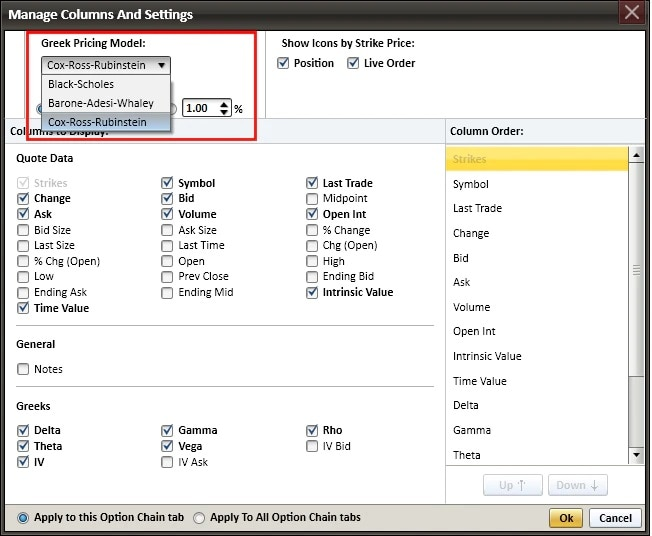 Manage Columns And Settings
Greek Pricing Model:
Show Icons by Strike Price:
Cox-Ross-Rubinstein
Position Live Order
Black-Scholes
Barone-Adesi-Whaley
1.00 %
Cox-Ross-Rubinstein
Columns to Display:
Column Order:
Quote Data
Strikes Symbol Last Trade
Change Bid Midpoint
Ask Volume Open Int
Bid Size Ask Size % Change
Last Size Last Time Chg (Open)
% Chg (Open) Open High
Low Prev Close Ending Bid
Ending Ask Ending Mid Intrinsic Value
Time Value
General
Notes
Greeks
Delta Gamma Rho
Theta Vega IV Bid
IV IV Ask
Strikes
Symbol
Last Trade
Change
Bid
Ask
Volume
Open Int
Intrinsic Value
Time Value
Delta
Gamma
Theta
Up Down
Apply to this Option Chain tab Apply To All Option Chain tabs
Ok Cancel